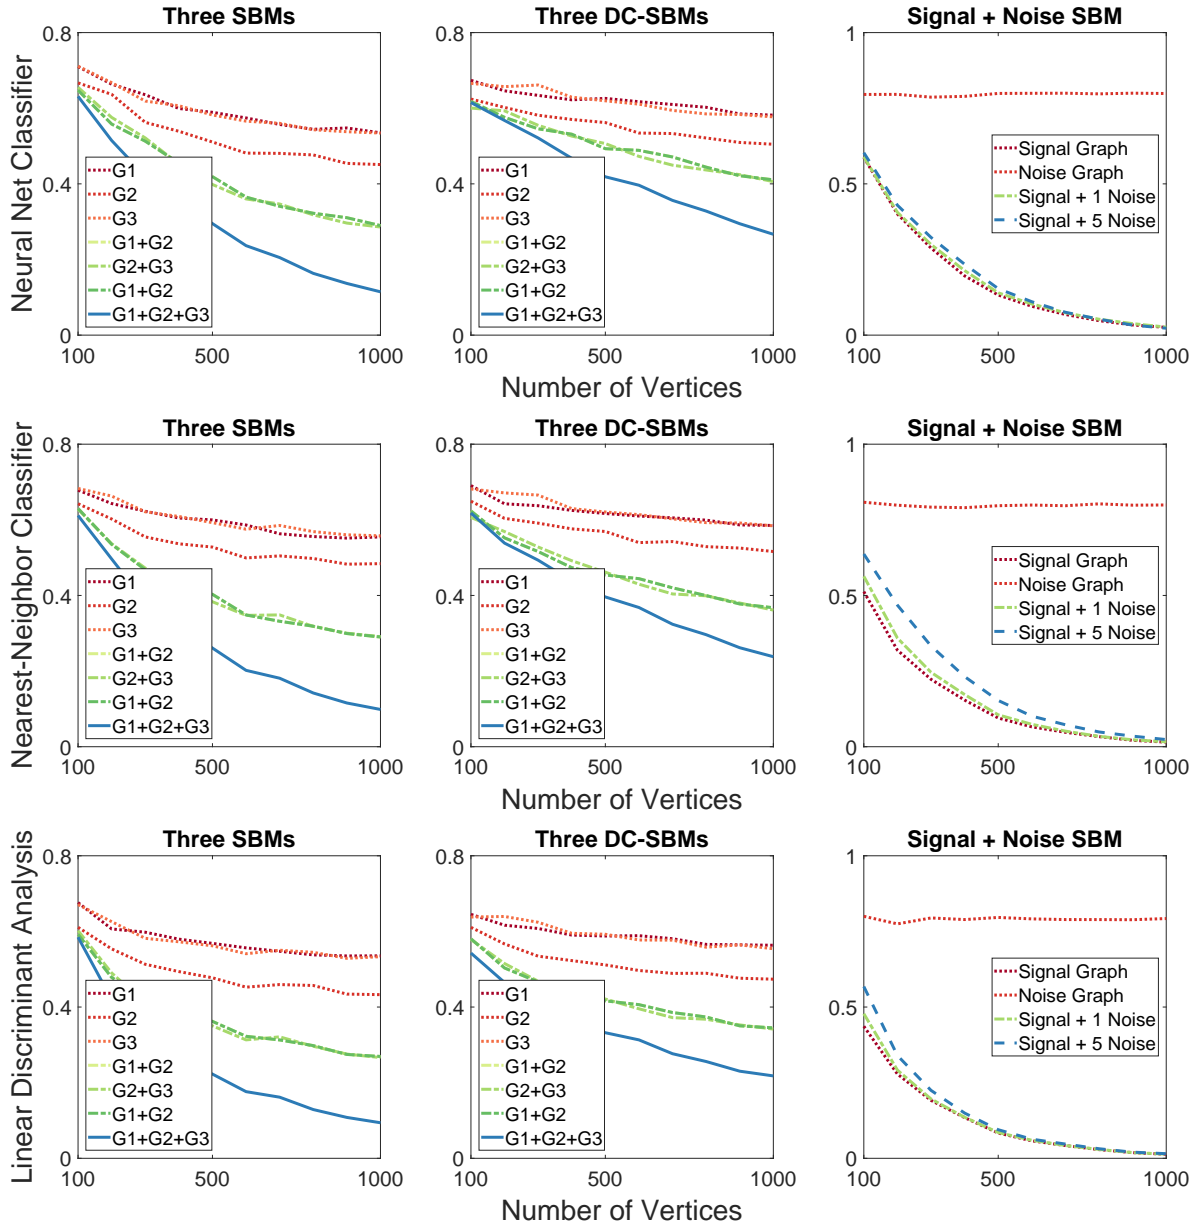 Three SBMs
Three DC-SBMs
Signal + Noise SBM
Neural Net Classifier
0.8
0.4
0
G1
G2
G3
G1+G2
G2+G3
G1+G2
G1+G2+G3
100
500
1000
0.8
0.4
0
G1
G2
G3
G1+G2
G2+G3
G1+G2
G1+G2+G3
100
500
1000
Number of Vertices
1
0.5
0
Signal Graph
Noise Graph
Signal + 1 Noise
Signal + 5 Noise
100
500
1000
Three SBMs
Three DC-SBMs
Signal + Noise SBM
Nearest-Neighbor Classifier
0.8
0.4
0
G1
G2
G3
G1+G2
G2+G3
G1+G2
G1+G2+G3
100
500
1000
0.8
0.4
0
G1
G2
G3
G1+G2
G2+G3
G1+G2
G1+G2+G3
100
500
1000
Number of Vertices
1
0.5
0
Signal Graph
Noise Graph
Signal + 1 Noise
Signal + 5 Noise
100
500
1000
Three SBMs
Three DC-SBMs
Signal + Noise SBM
Linear Discriminant Analysis
0.8
0.4
0
G1
G2
G3
G1+G2
G2+G3
G1+G2
G1+G2+G3
100
500
1000
0.8
0.4
0
G1
G2
G3
G1+G2
G2+G3
G1+G2
G1+G2+G3
100
500
1000
Number of Vertices
1
0.5
0
Signal Graph
Noise Graph
Signal + 1 Noise
Signal + 5 Noise
100
500
1000